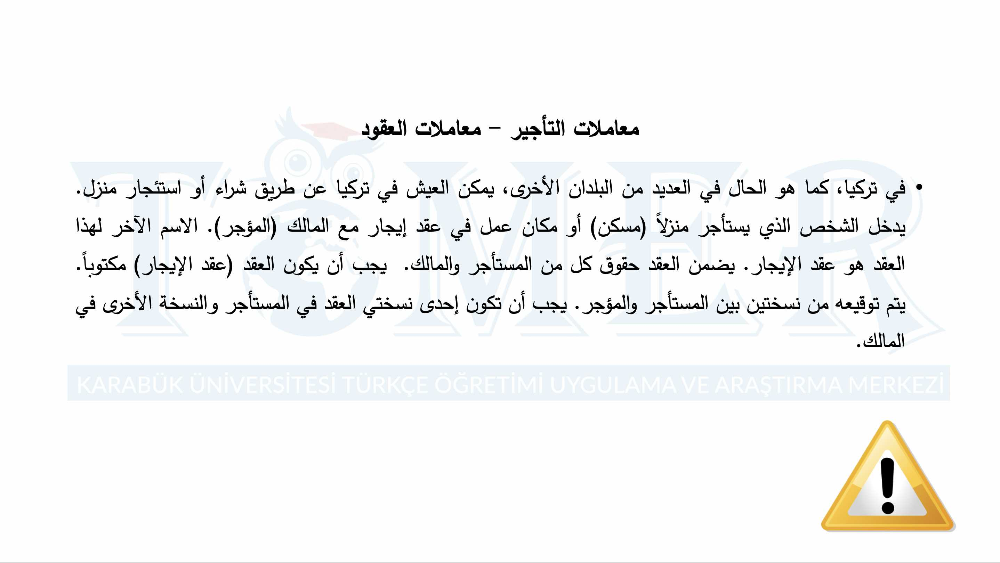 معاملات التأجير – معاملات العقود
• في تركيا، كما هو الحال في العديد من البلدان الأخرى، يمكن العيش في تركيا عن طريق شراء أو استئجار منزل.
يدخل الشخص الذي يستأجر منزلاً (مسكن) أو مكان عمل في عقد إيجار مع المالك (المؤجر). الاسم الآخر لهذا
العقد هو عقد الإيجار. يضمن العقد حقوق كل من المستأجر والمالك. يجب أن يكون العقد (عقد الإيجار) مكتوباً.
يتم توقيعه من نسختين بين المستأجر والمؤجر. يجب أن تكون إحدى نسختي العقد في المستأجر والنسخة الأخرى في
المالك.
TÖMER
KARABÜK ÜNİVERSİTESİ TÜRKÇE ÖĞRETİMİ UYGULAMA VE ARAŞTIRMA MERKEZİ